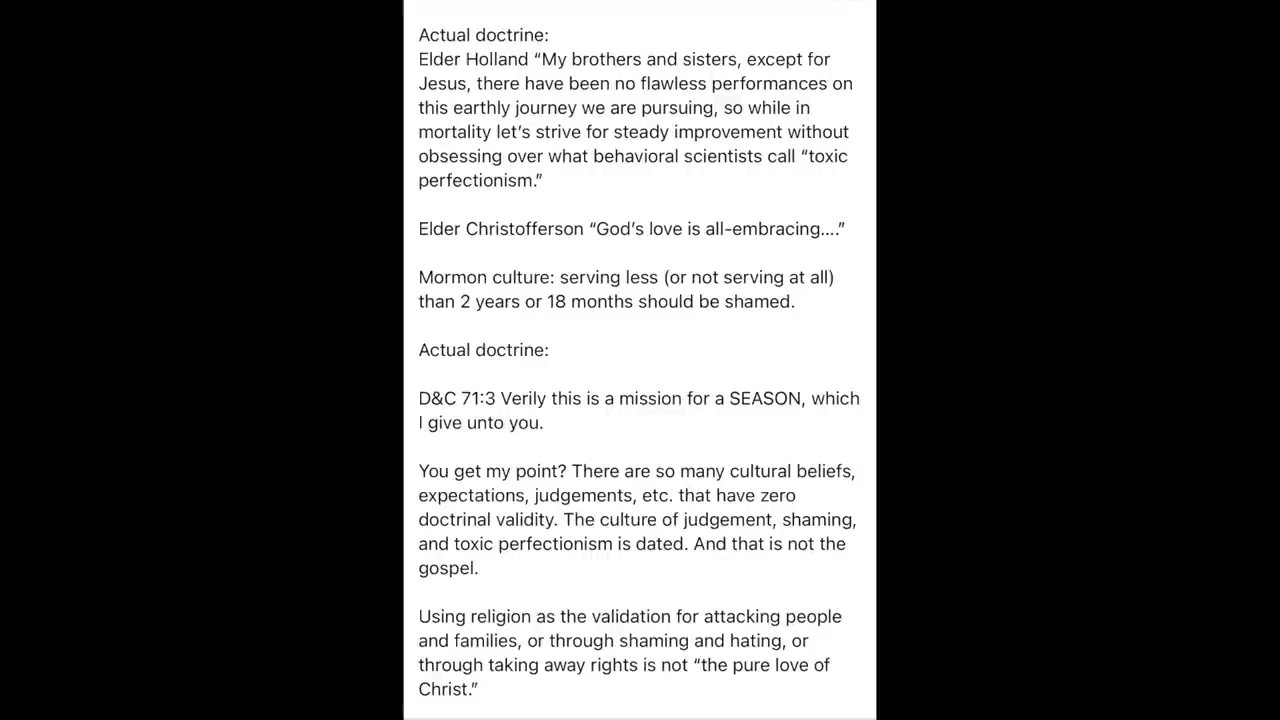 Actual doctrine:
Elder Holland “My brothers and sisters, except for
Jesus, there have been no flawless performances on
this earthly journey we are pursuing, so while in
mortality let’s strive for steady improvement without
obsessing over what behavioral scientists call “toxic
perfectionism.”
Elder Christofferson “God’s love is all-embracing....”
Mormon culture: serving less (or not serving at all)
than 2 years or 18 months should be shamed.
Actual doctrine:
D&C 71:3 Verily this is a mission for a SEASON, which
I give unto you.
You get my point? There are so many cultural beliefs,
expectations, judgements, etc. that have zero
doctrinal validity. The culture of judgement, shaming,
and toxic perfectionism is dated. And that is not the
gospel.
Using religion as the validation for attacking people
and families, or through shaming and hating, or
through taking away rights is not “the pure love of
Christ.”